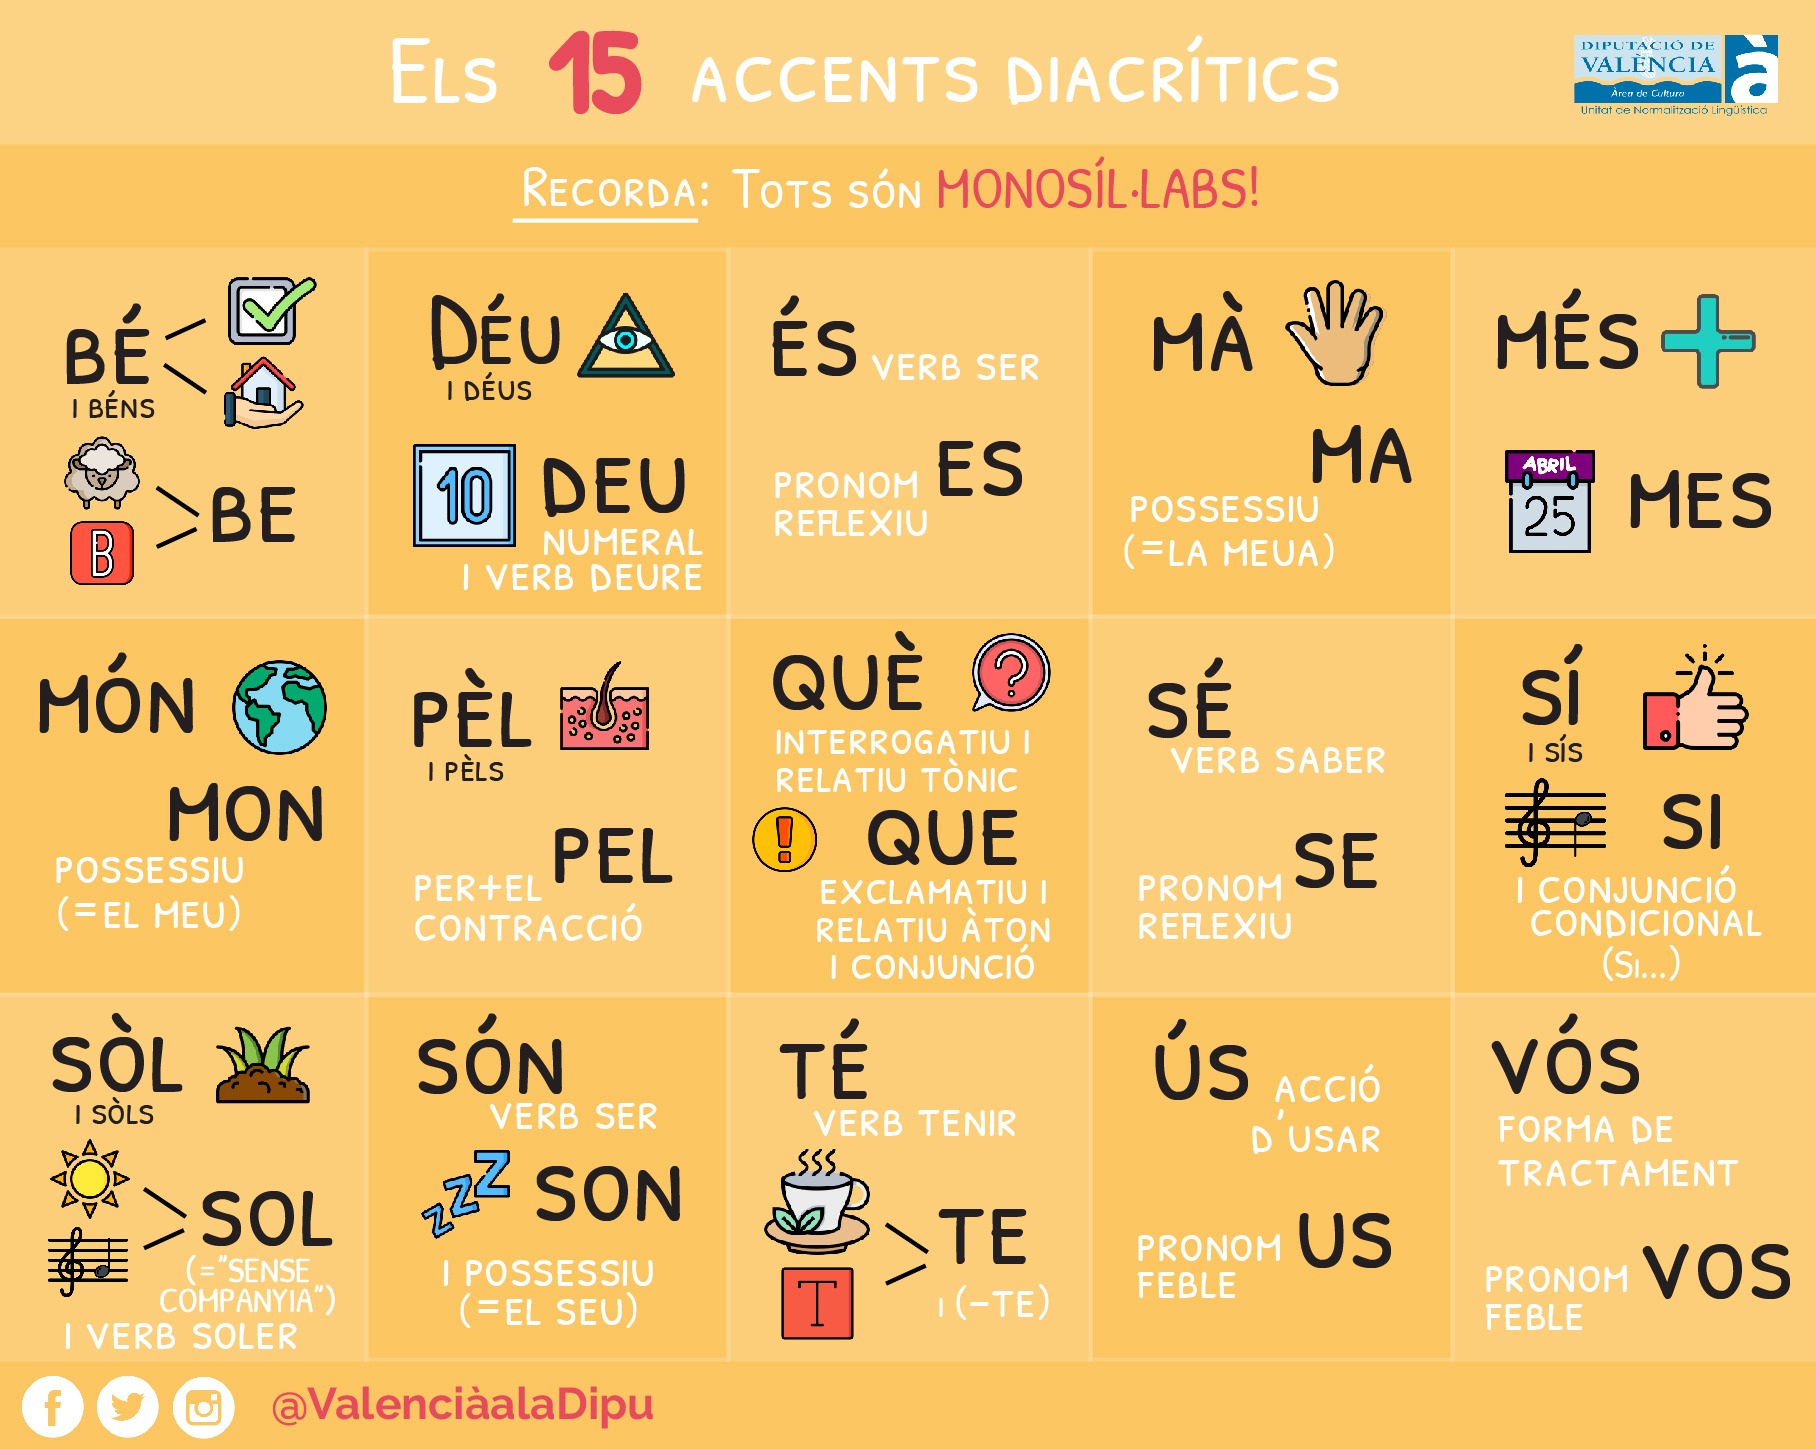 ELS 15 ACCENTS DIACRÍTICS
DIPUTACIÓ DE
VALÈNCIA
Àrea de Cultura
à
Unitat de Normalització Lingüística
RECORDA: TOTS SÓN MONOSÍL·LABS!
BÉ
I BÉNS
BE
B
DÉU
I DÉUS
10
DEU
NUMERAL
I VERB DEURE
ÉS VERB SER
PRONOM ES
REFLEXIU
MÀ
MA
POSSESSIU
(=LA MEUA)
MÉS
ABRIL
25
MES
MÓN
MON
POSSESSIU
(=EL MEU)
PÈL
I PÈLS
PEL
PER+EL
CONTRACCIÓ
QUÈ
?
INTERROGATIU I
RELATIU TÒNIC
!
QUE
EXCLAMATIU I
RELATIU ÀTON
I CONJUNCIÓ
SÉ
VERB SABER
SE
PRONOM
REFLEXIU
SÍ
I SÍS
SI
I CONJUNCIÓ
CONDICIONAL
(SI...)
SÒL
I SÒLS
SOL
(="SENSE
COMPANYIA")
I VERB SOLER
SÓN
VERB SER
ZZZ
SON
I POSSESSIU
(=EL SEU)
TÉ
VERB TENIR
TE
T
I (-TE)
ÚS ACCIÓ
D'USAR
PRONOM US
FEBLE
VÓS
FORMA DE
TRACTAMENT
PRONOM VOS
FEBLE
@ValenciàalaDipu